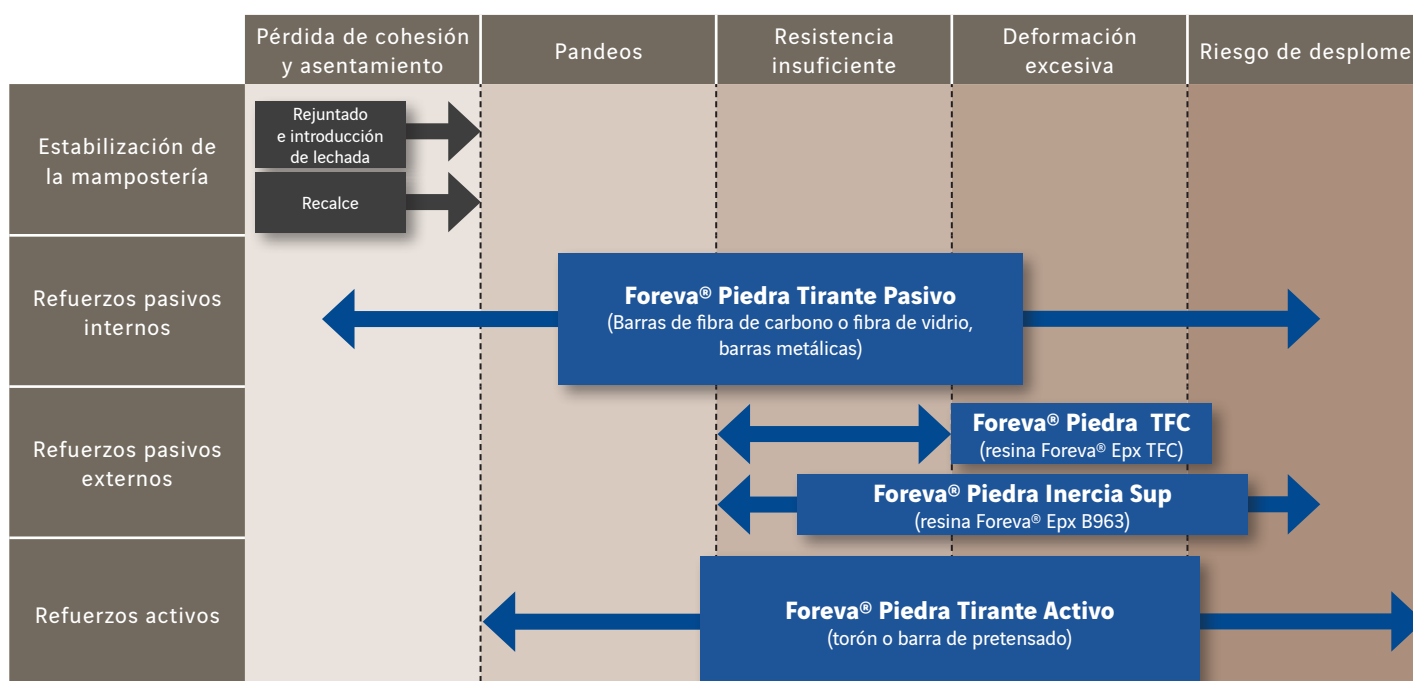 Pérdida de cohesión
y asentamiento
Pandeos
Resistencia
insuficiente
Deformación
excesiva
Riesgo de desplome
Estabilización de
la mampostería
Rejuntado
e introducción
de lechada
Recalce
Refuerzos pasivos
internos
Foreva® Piedra Tirante Pasivo
(Barras de fibra de carbono o fibra de vidrio,
barras metálicas)
Refuerzos pasivos
externos
Foreva® Piedra TFC
(resina Foreva® Epx TFC)
Foreva® Piedra Inercia Sup
(resina Foreva® Epx B963)
Refuerzos activos
Foreva® Piedra Tirante Activo
(torón o barra de pretensado)